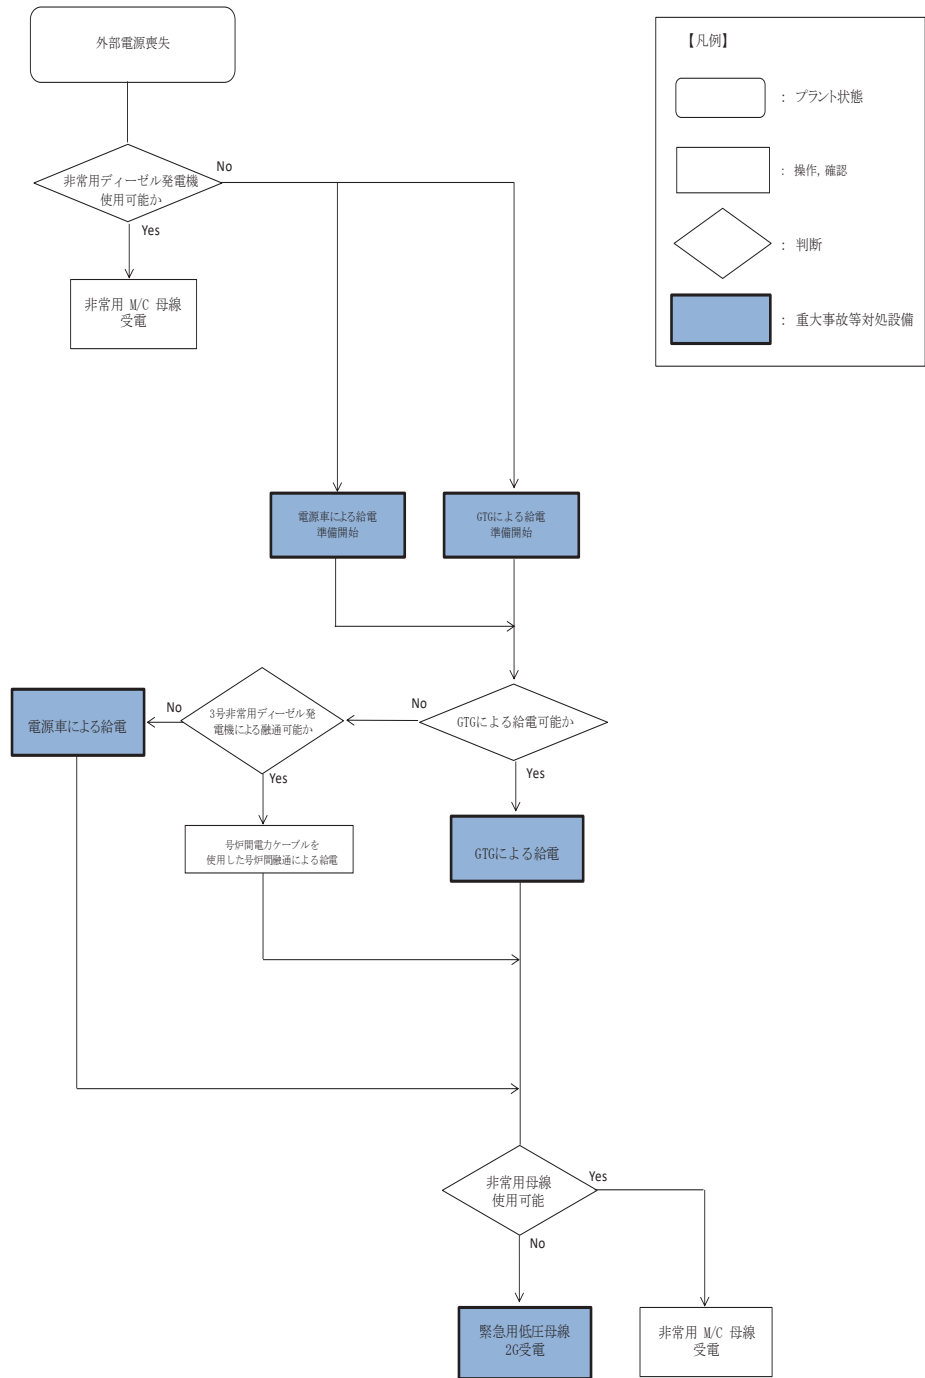 外部電源喪失
【凡例】
： プラント状態
： 操作, 確認
： 判断
： 重大事故等対処設備
非常用ディーゼル発電機
使用可能か
No
Yes
非常用 M/C 母線
受電
電源車による給電
準備開始
GTGによる給電
準備開始
GTGによる給電可能か
No
Yes
3号非常用ディーゼル発
電機による融通可能か
No
Yes
電源車による給電
号炉間電力ケーブルを
使用した号炉間融通による給電
GTGによる給電
非常用母線
使用可能
Yes
No
緊急用低圧母線
2G受電
非常用 M/C 母線
受電